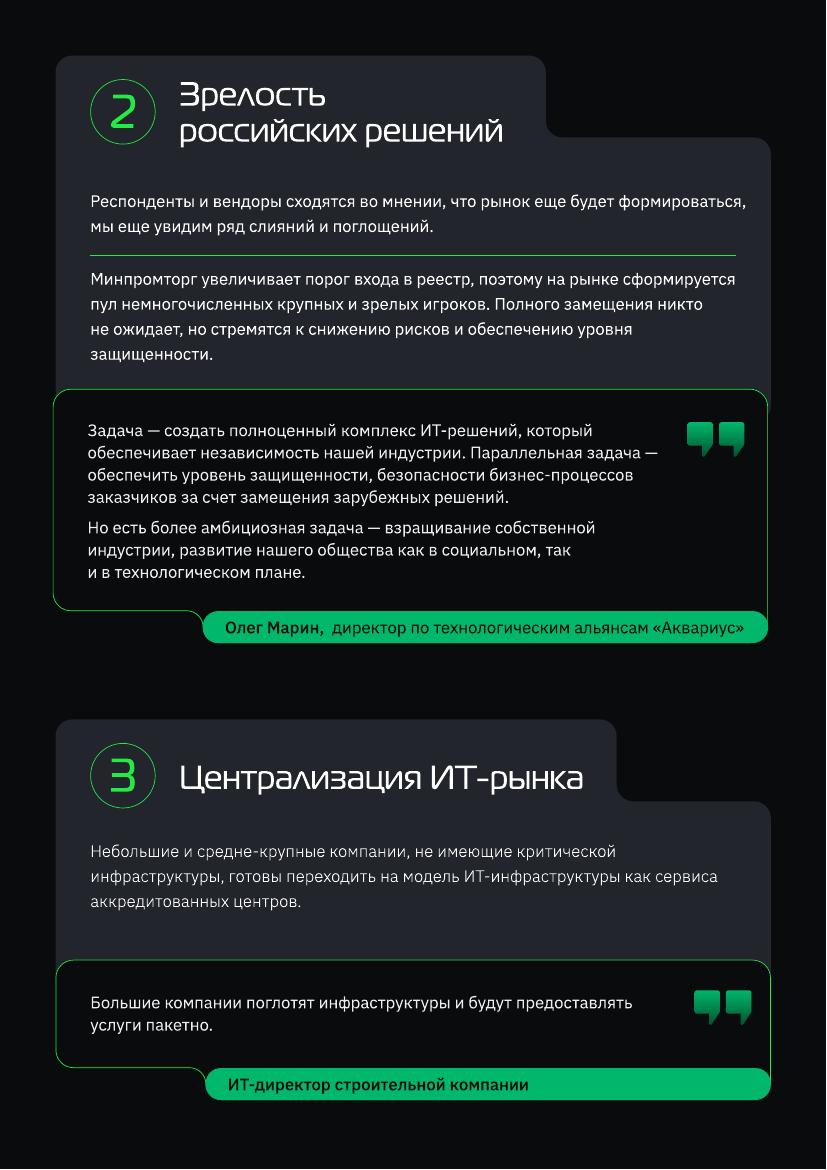 2
Зрелость
российских решений
Респонденты и вендоры сходятся во мнении, что рынок еще будет формироваться,
мы еще увидим ряд слияний и поглощений.
Минпромторг увеличивает порог входа в реестр, поэтому на рынке сформируется
пул немногочисленных крупных и зрелых игроков. Полного замещения никто
не ожидает, но стремятся к снижению рисков и обеспечению уровня
защищенности.
Задача — создать полноценный комплекс ИТ-решений, который
обеспечивает независимость нашей индустрии. Параллельная задача —
обеспечить уровень защищенности, безопасности бизнес-процессов
заказчиков за счет замещения зарубежных решений.
Но есть более амбициозная задача — взращивание собственной
индустрии, развитие нашего общества как в социальном, так
и в технологическом плане.
Олег Марин, директор по технологическим альянсам «Аквариус»
3
Централизация ИТ-рынка
Небольшие и средне-крупные компании, не имеющие критической
инфраструктуры, готовы переходить на модель ИТ-инфраструктуры как сервиса
аккредитованных центров.
Большие компании поглотят инфраструктуры и будут предоставлять
услуги пакетно.
ИТ-директор строительной компании